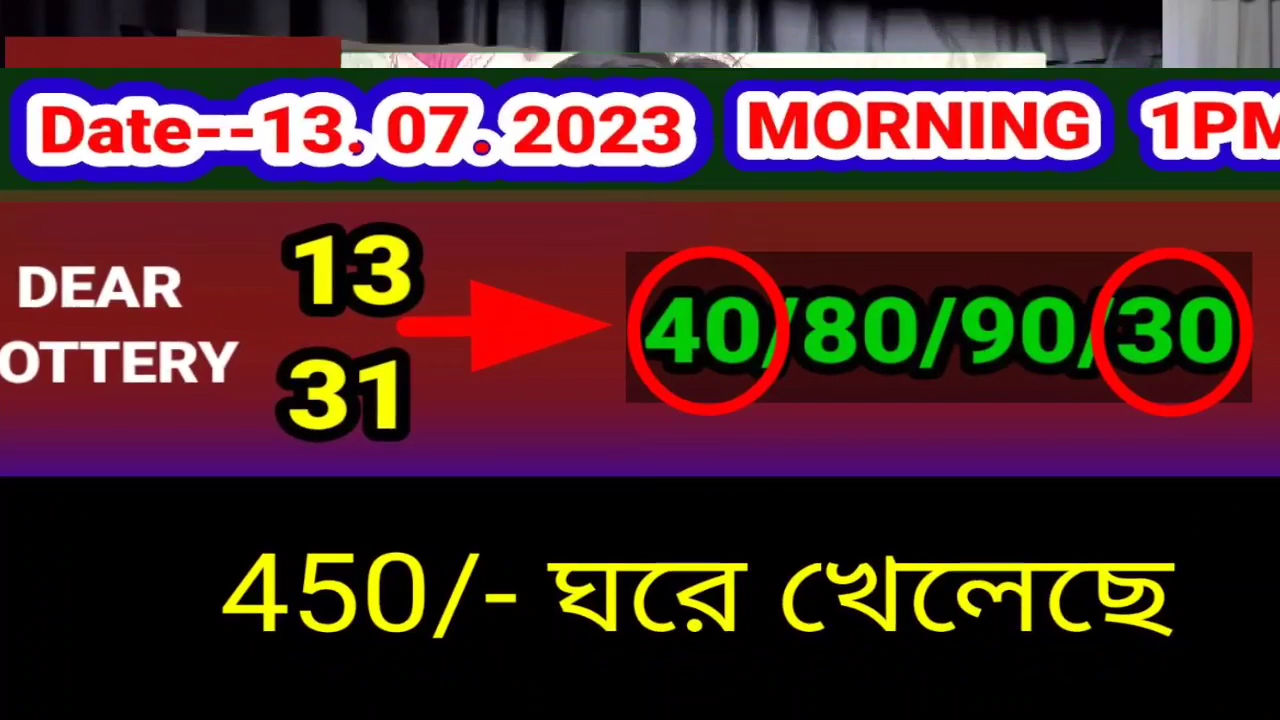 Date--13. 07. 2023 MORNING 1PM
DEAR
OTTERY
13
31
40/80/90/30
450/- ঘরে খেলেছে